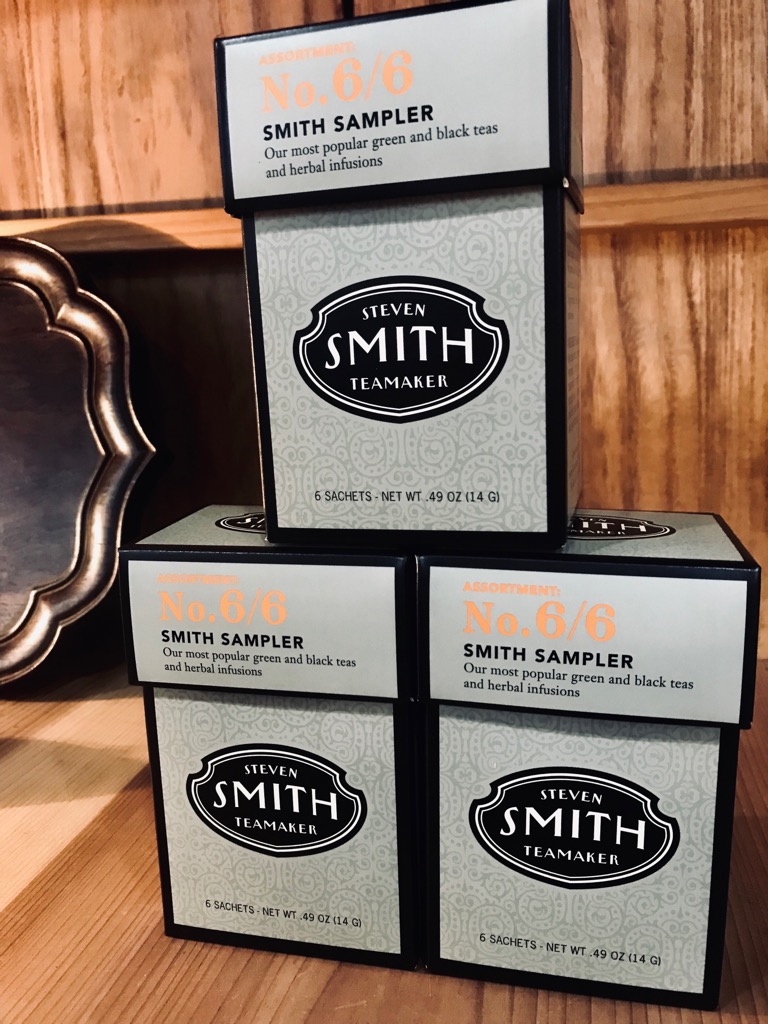 ASSORTMENT:
No. 6/6
SMITH SAMPLER
Our most popular green and black teas
and herbal infusions
STEVEN
SMITH
TEAMAKER
6 SACHETS - NET WT .49 OZ (14 G)
ASSORTMENT:
No. 6/6
SMITH SAMPLER
Our most popular green and black teas
and herbal infusions
STEVEN
SMITH
TEAMAKER
6 SACHETS - NET WT .49 OZ (14 G)
ASSORTMENT:
No. 6/6
SMITH SAMPLER
Our most popular green and black teas
and herbal infusions
STEVEN
SMITH
TEAMAKER
6 SACHETS - NET WT .49 OZ (14 G)